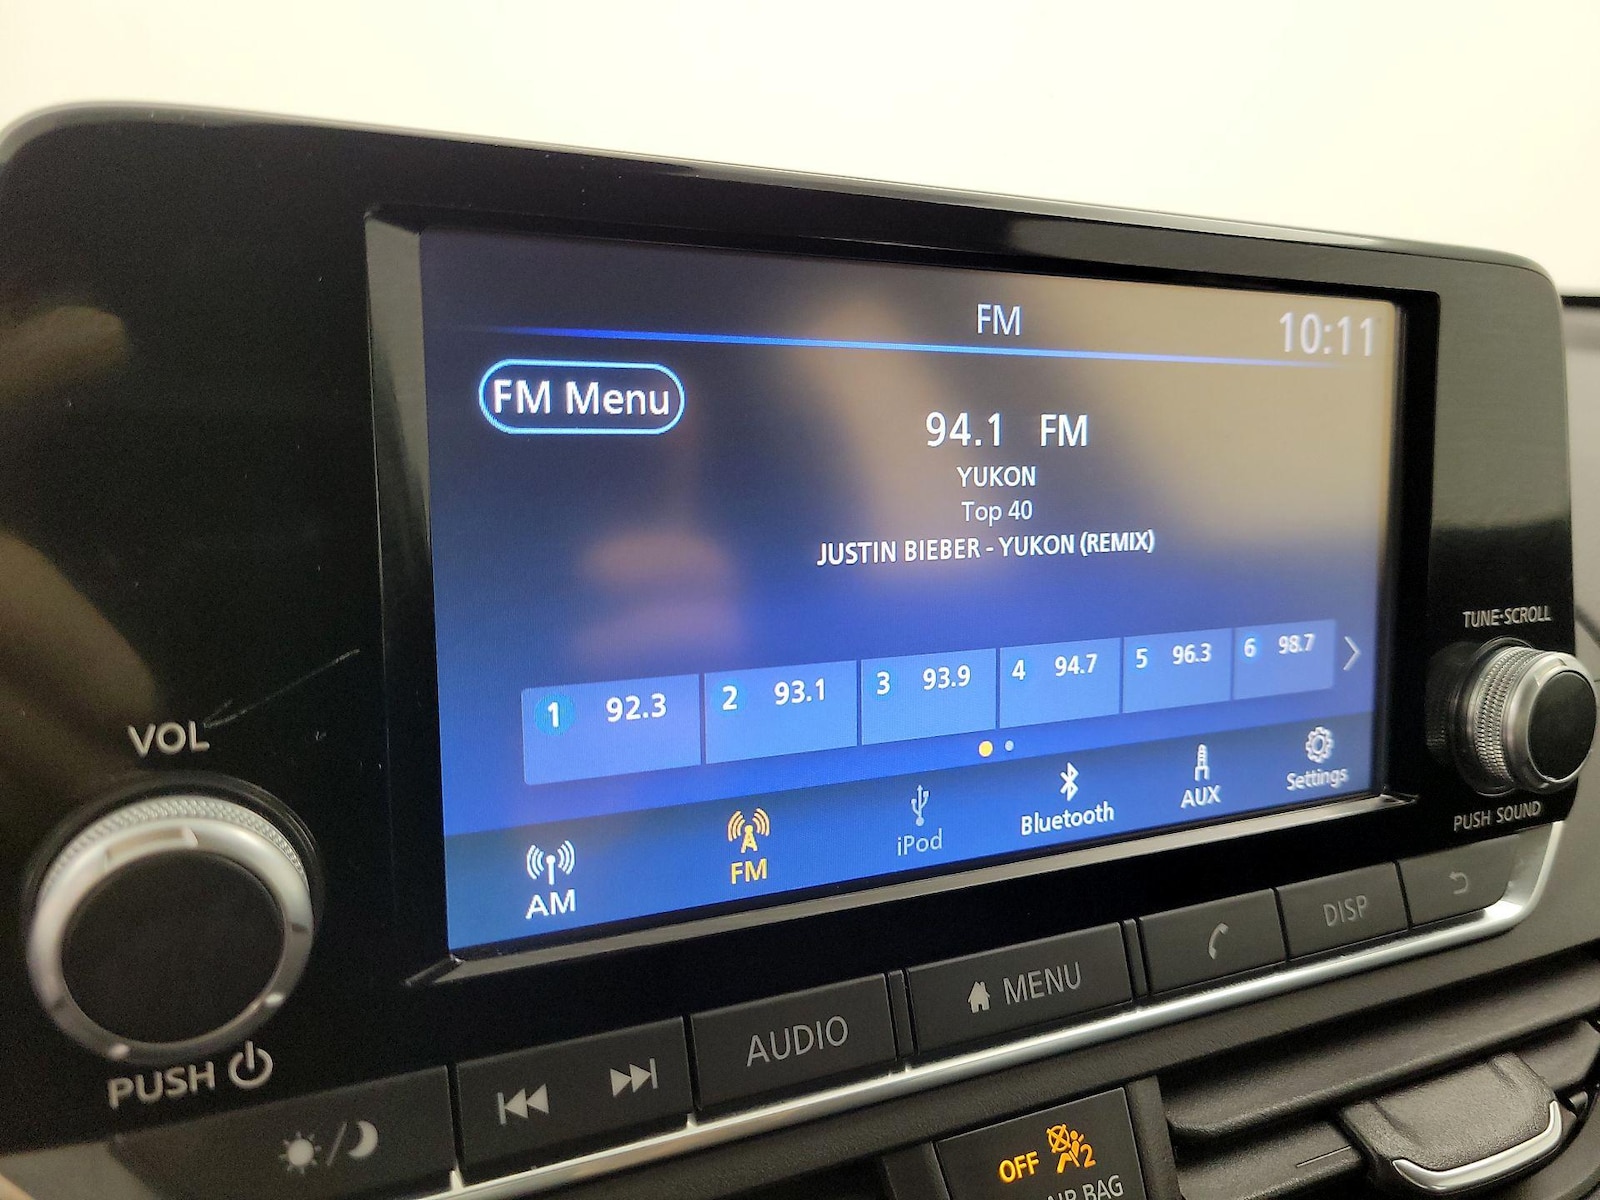 FM
10:11
FM Menu
94.1 FM
YUKON
Top 40
JUSTIN BIEBER - YUKON (REMIX)
1 92.3
2 93.1
3 93.9
4 94.7
5 96.3
6 98.7
AM
FM
iPod
Bluetooth
AUX
Settings
VOL
PUSH
TUNE·SCROLL
PUSH SOUND
AUDIO
MENU
DISP
OFF 2
AIR BAG